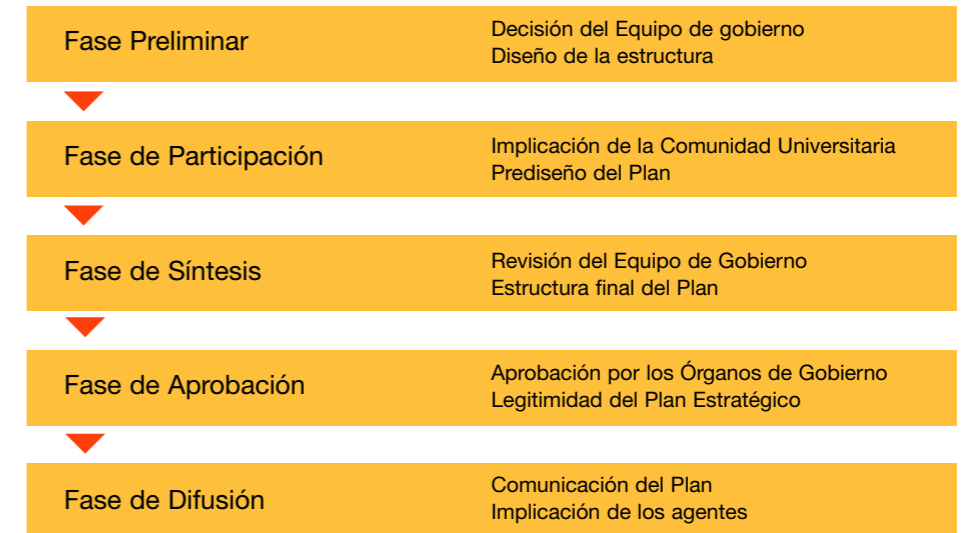 Fase Preliminar
Decisión del Equipo de gobierno
Diseño de la estructura
Fase de Participación
Implicación de la Comunidad Universitaria
Prediseño del Plan
Fase de Síntesis
Revisión del Equipo de Gobierno
Estructura final del Plan
Fase de Aprobación
Aprobación por los Órganos de Gobierno
Legitimidad del Plan Estratégico
Fase de Difusión
Comunicación del Plan
Implicación de los agentes